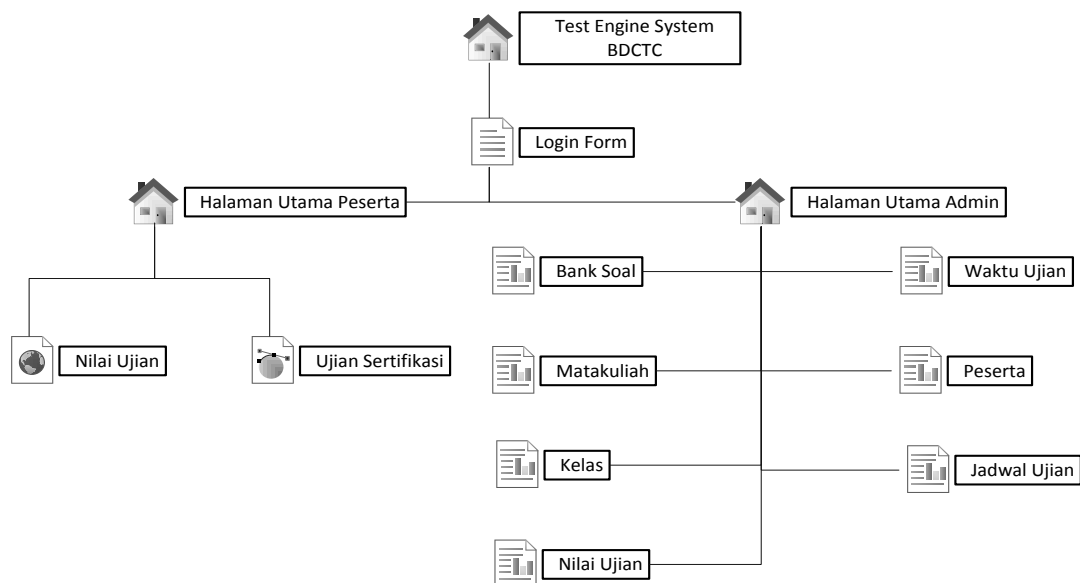 Test Engine System
BDCTC
Login Form
Halaman Utama Peserta
Halaman Utama Admin
Bank Soal
Waktu Ujian
Nilai Ujian
Ujian Sertifikasi
Matakuliah
Peserta
Kelas
Jadwal Ujian
Nilai Ujian